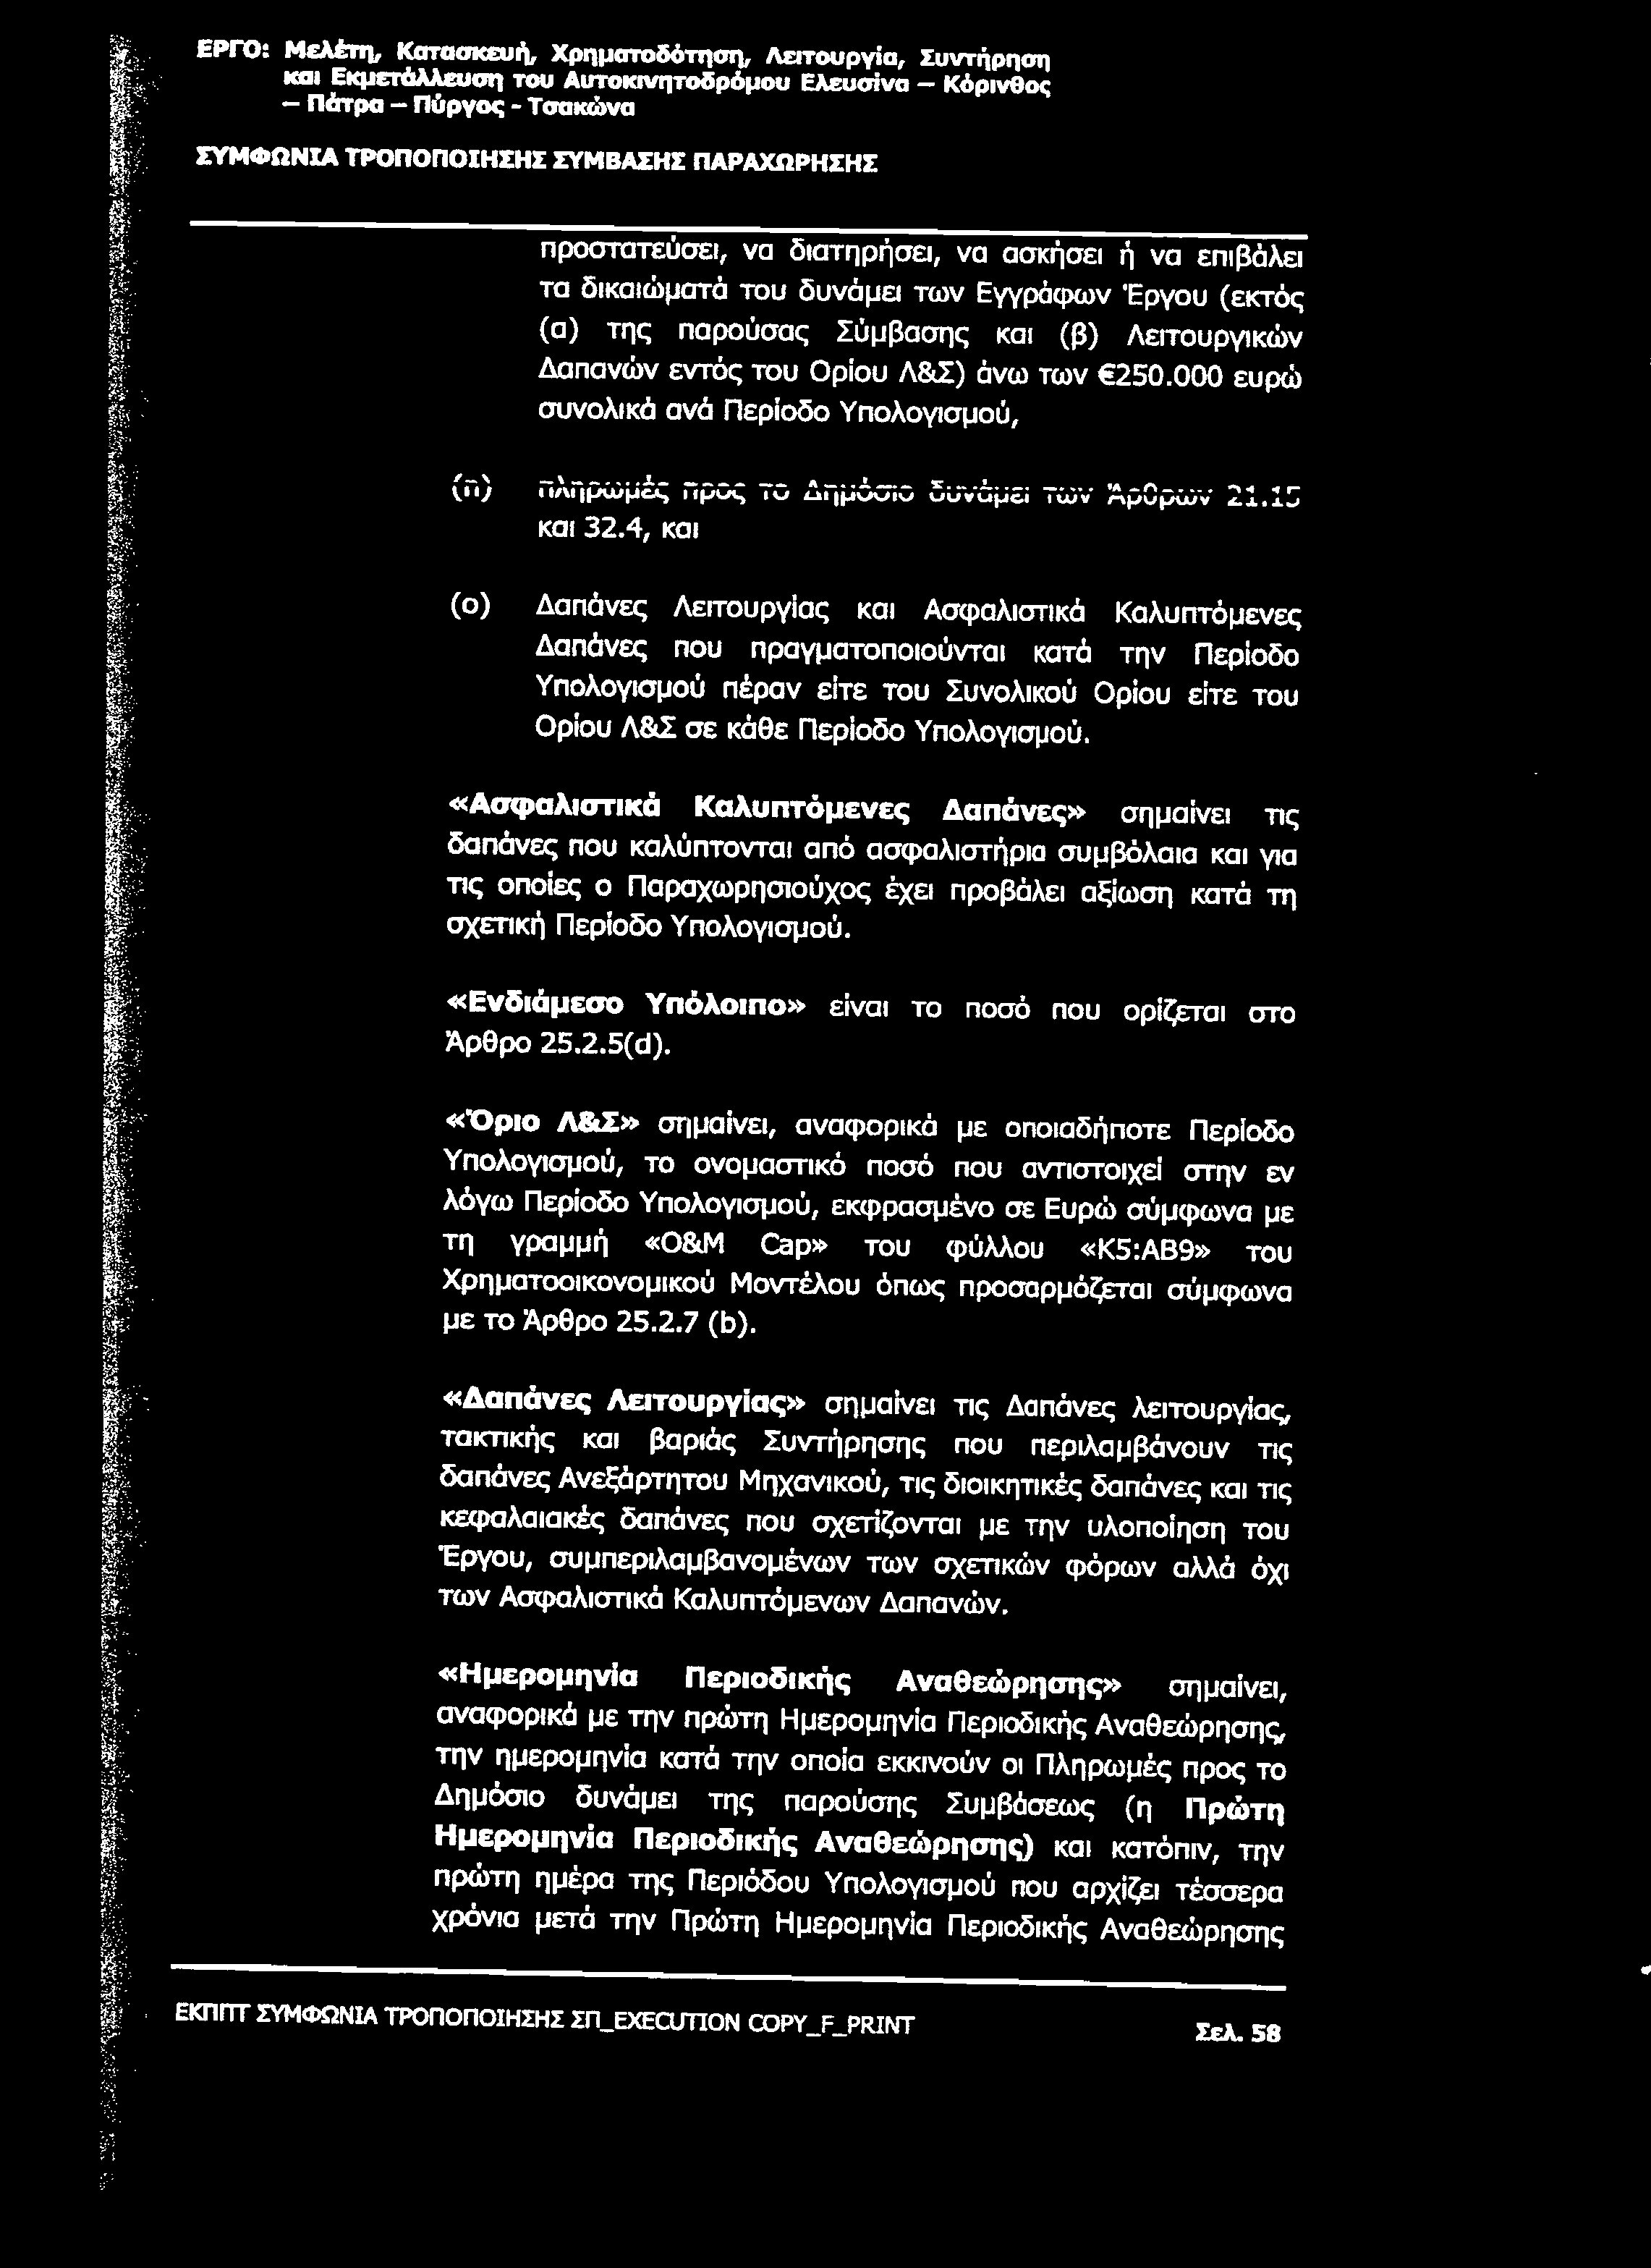 ΕΡΓΟ: Μελέτη, Κατασκευή, Χρηματοδότηση, Λειτουργία, Συντήρηση
και Εκμετάλλευση του Αυτοκινητοδρόμου Ελευσίνα – Κόρινθος
– Πάτρα – Πύργος - Τσακώνα
ΣΥΜΦΩΝΙΑ ΤΡΟΠΟΠΟΙΗΣΗΣ ΣΥΜΒΑΣΗΣ ΠΑΡΑΧΩΡΗΣΗΣ
προστατεύσει, να διατηρήσει, να ασκήσει ή να επιβάλει
τα δικαιώματά του δυνάμει των Εγγράφων Έργου (εκτός
(α) της παρούσας Σύμβασης και (β) Λειτουργικών
Δαπανών εντός του Ορίου Λ&Σ) άνω των €250.000 ευρώ
συνολικά ανά Περίοδο Υπολογισμού,
πληρωμές προς το Δημόσιο δυνάμει των Άρθρων 21.15
και 32.4, και
(ο) Δαπάνες Λειτουργίας και Ασφαλιστικά Καλυπτόμενες
Δαπάνες που πραγματοποιούνται κατά την Περίοδο
Υπολογισμού πέραν είτε του Συνολικού Ορίου είτε του
Ορίου Λ&Σ σε κάθε Περίοδο Υπολογισμού.
«Ασφαλιστικά Καλυπτόμενες Δαπάνες» σημαίνει τις
δαπάνες που καλύπτονται από ασφαλιστήρια συμβόλαια και για
τις οποίες ο Παραχωρησιούχος έχει προβάλει αξίωση κατά τη
σχετική Περίοδο Υπολογισμού.
«Ενδιάμεσο Υπόλοιπο» είναι το ποσό που ορίζεται στο
Άρθρο 25.2.5(d).
«Όριο Λ&Σ» σημαίνει, αναφορικά με οποιαδήποτε Περίοδο
Υπολογισμού, το ονομαστικό ποσό που αντιστοιχεί στην εν
λόγω Περίοδο Υπολογισμού, εκφρασμένο σε Ευρώ σύμφωνα με
τη γραμμή «O&M Cap» του φύλλου «K5:AB9» του
Χρηματοοικονομικού Μοντέλου όπως προσαρμόζεται σύμφωνα
με το Άρθρο 25.2.7 (b).
«Δαπάνες Λειτουργίας» σημαίνει τις Δαπάνες λειτουργίας,
τακτικής και βαριάς Συντήρησης που περιλαμβάνουν τις
δαπάνες Ανεξάρτητου Μηχανικού, τις διοικητικές δαπάνες και τις
κεφαλαιακές δαπάνες που σχετίζονται με την υλοποίηση του
Έργου, συμπεριλαμβανομένων των σχετικών φόρων αλλά όχι
των Ασφαλιστικά Καλυπτόμενων Δαπανών.
«Ημερομηνία Περιοδικής Αναθεώρησης» σημαίνει,
αναφορικά με την πρώτη Ημερομηνία Περιοδικής Αναθεώρησης,
την ημερομηνία κατά την οποία εκκινούν οι Πληρωμές προς το
Δημόσιο δυνάμει της παρούσης Συμβάσεως (η Πρώτη
Ημερομηνία Περιοδικής Αναθεώρησης) και κατόπιν, την
πρώτη ημέρα της Περιόδου Υπολογισμού που αρχίζει τέσσερα
χρόνια μετά την Πρώτη Ημερομηνία Περιοδικής Αναθεώρησης
ΕΚΠΠΤ ΣΥΜΦΩΝΙΑ ΤΡΟΠΟΠΟΙΗΣΗΣ ΣΠ_EXECUTION COPY_F_PRINT
Σελ. 58